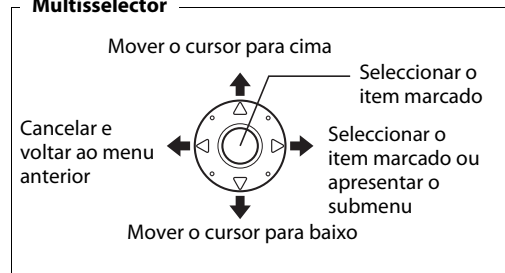 Multisselector
Mover o cursor para cima
Seleccionar o
item marcado
Cancelar e
voltar ao menu
anterior
Seleccionar o
item marcado ou
apresentar o
submenu
Mover o cursor para baixo